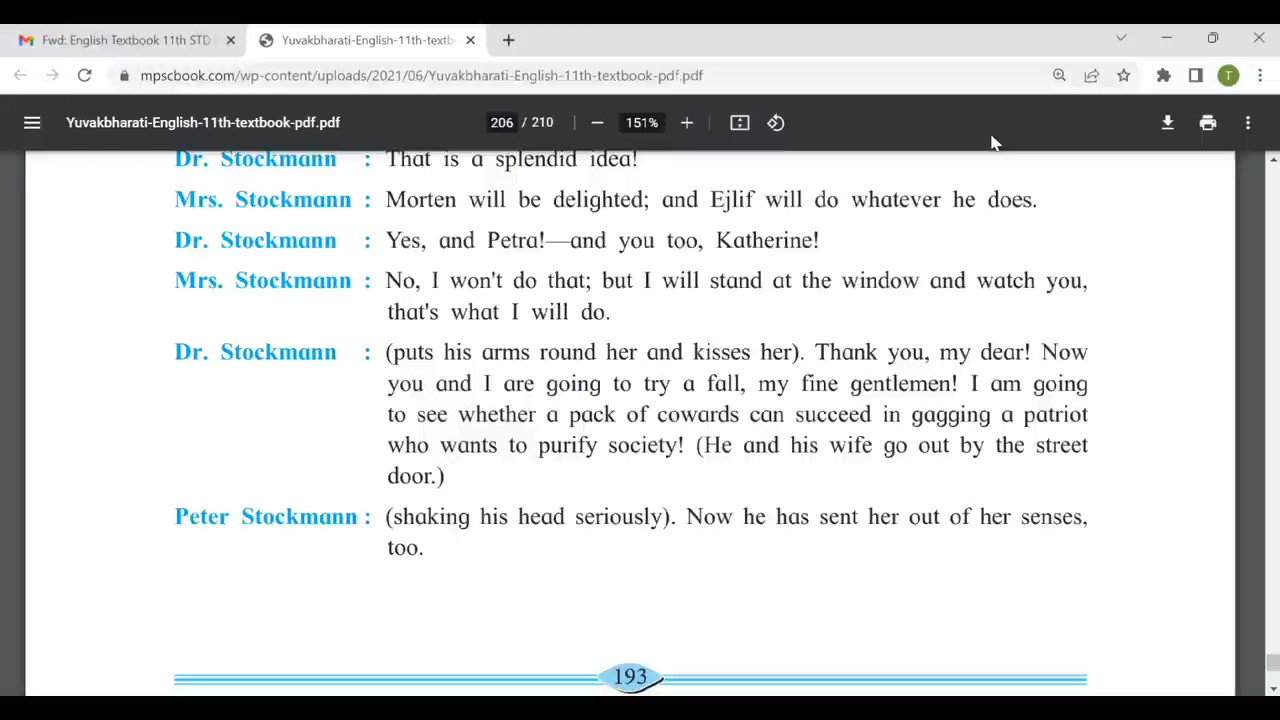 Fwd: English Textbook 11th STD
Yuvakbharati-English-11th-textb
mpscbook.com/wp-content/uploads/2021/06/Yuvakbharati-English-11th-textbook-pdf.pdf
T
Yuvakbharati-English-11th-textbook-pdf.pdf
206 / 210
151%
Dr. Stockmann : That is a splendid idea!
Mrs. Stockmann : Morten will be delighted; and Ejlif will do whatever he does.
Dr. Stockmann : Yes, and Petra!—and you too, Katherine!
Mrs. Stockmann : No, I won't do that; but I will stand at the window and watch you,
that's what I will do.
Dr. Stockmann : (puts his arms round her and kisses her). Thank you, my dear! Now
you and I are going to try a fall, my fine gentlemen! I am going
to see whether a pack of cowards can succeed in gagging a patriot
who wants to purify society! (He and his wife go out by the street
door.)
Peter Stockmann : (shaking his head seriously). Now he has sent her out of her senses,
too.
193